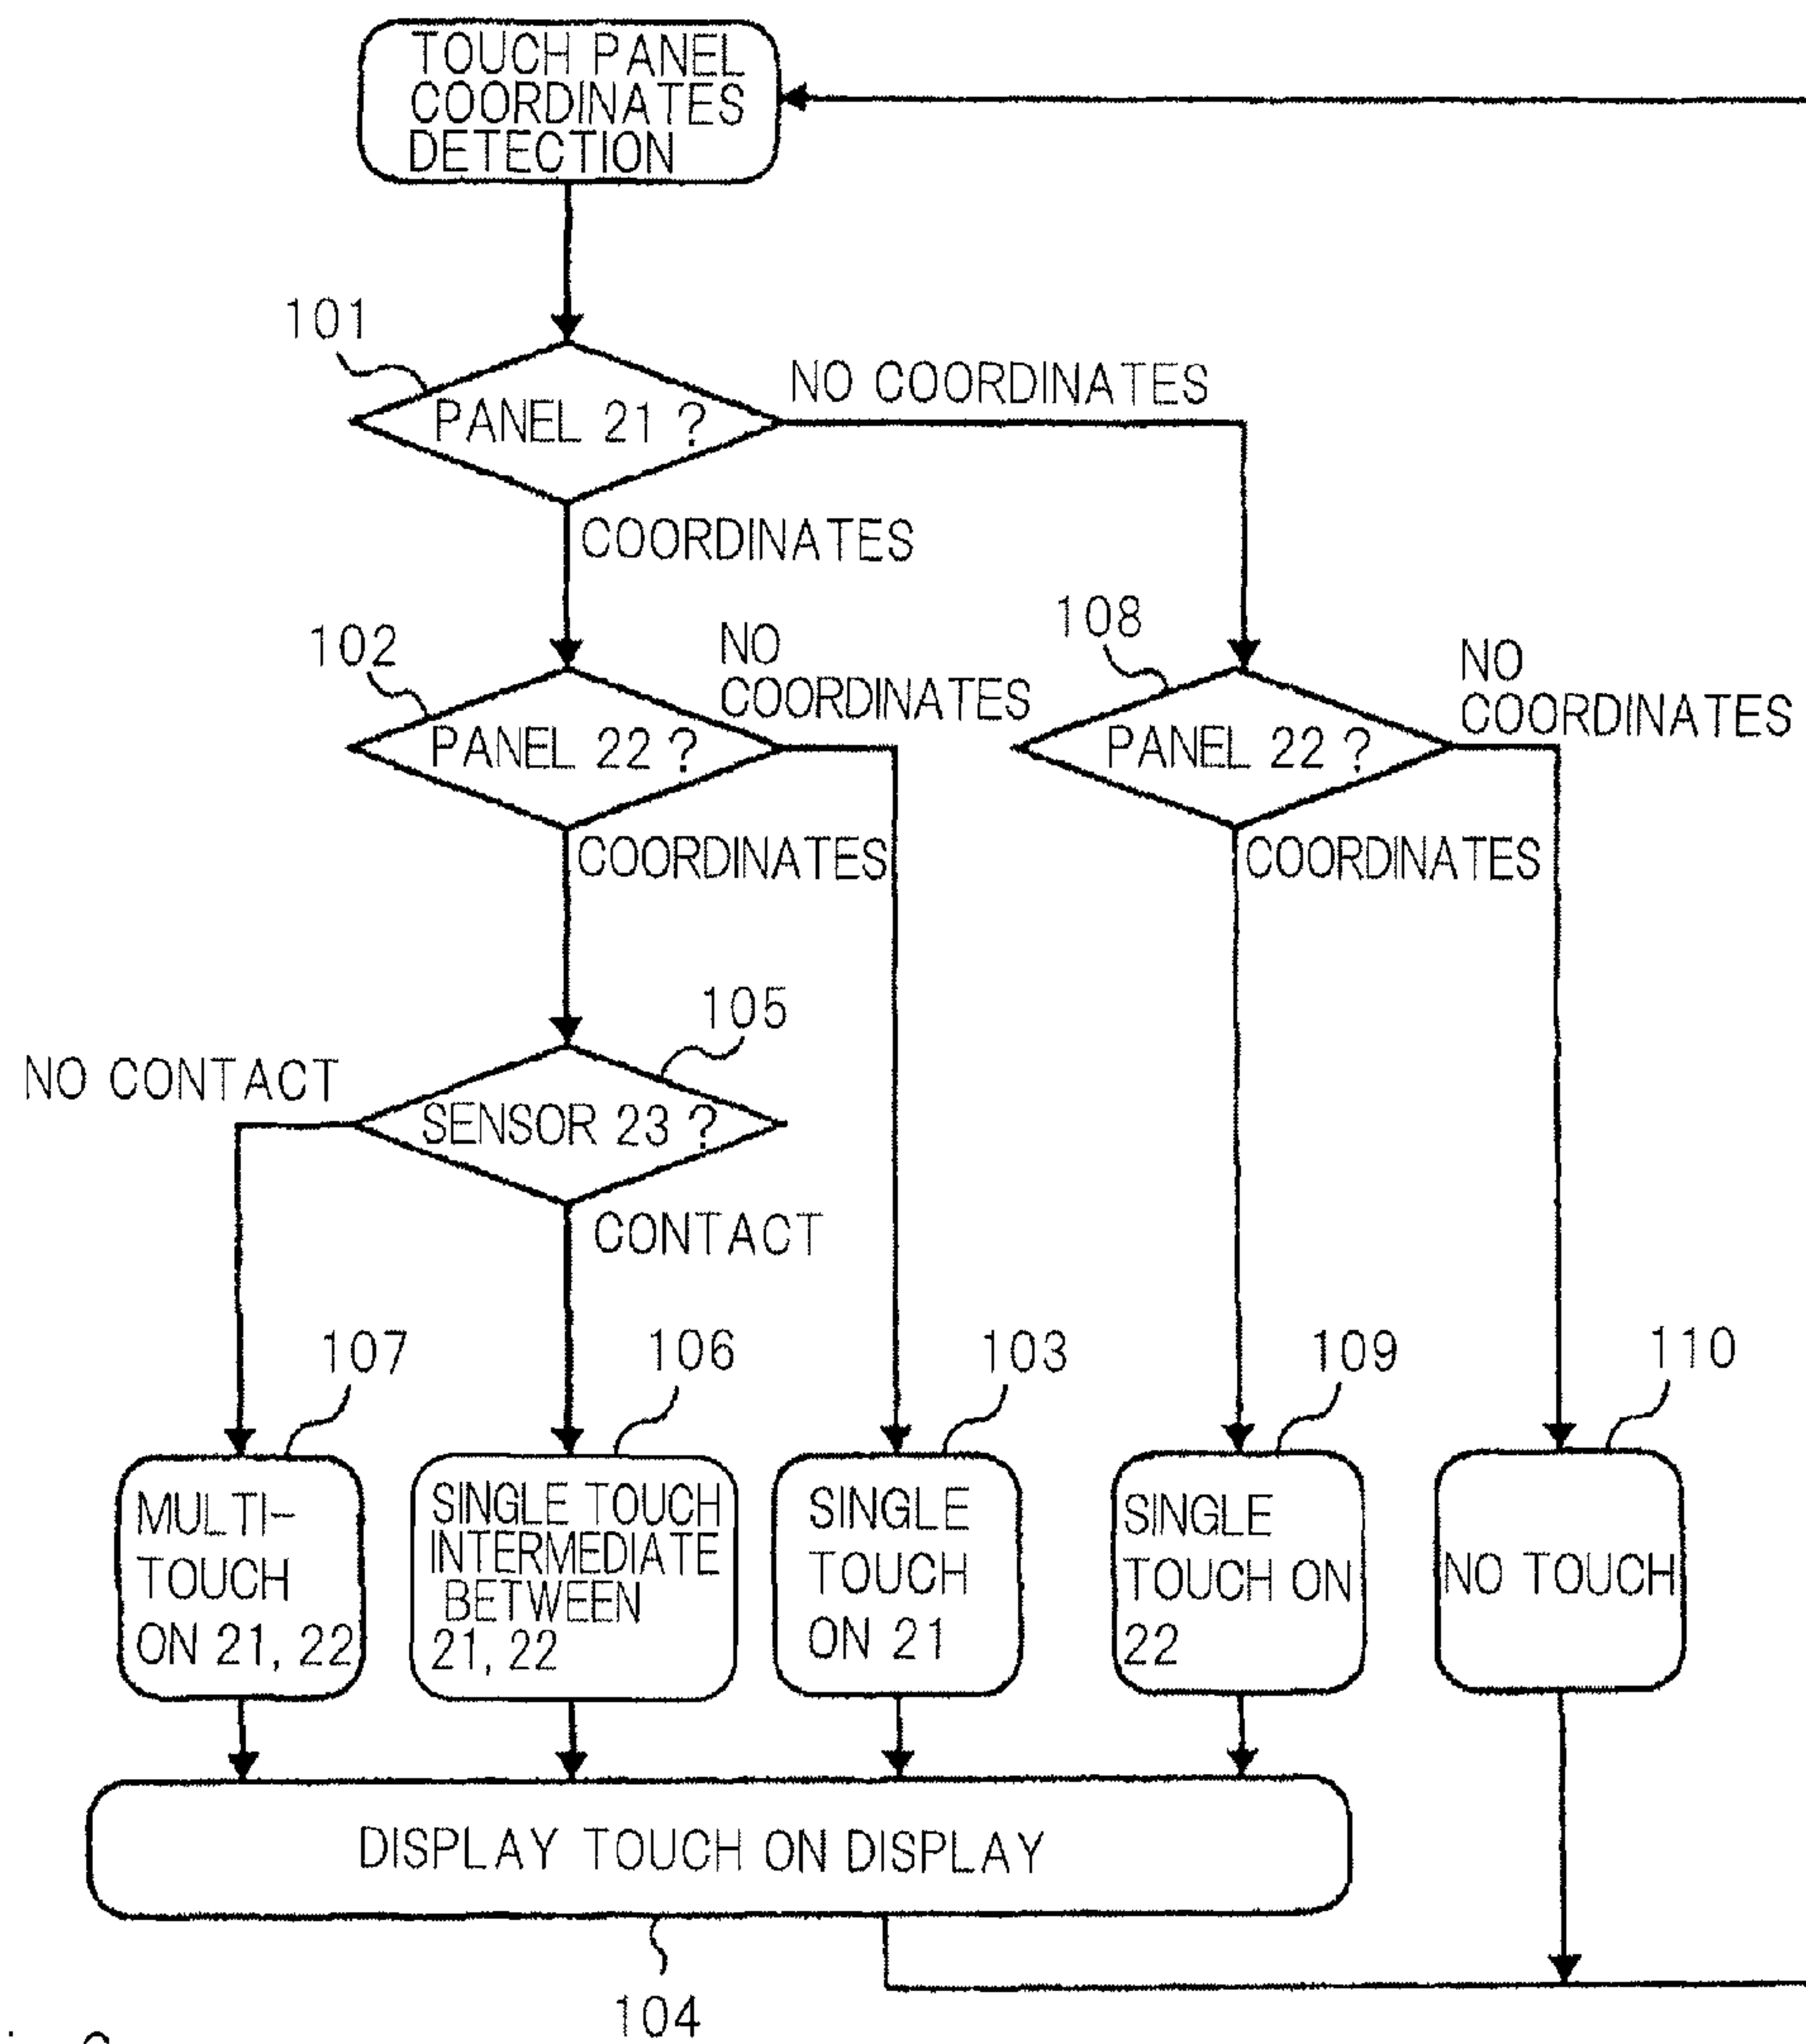 TOUCH PANEL
COORDINATES
DETECTION
101
PANEL 21 ?
NO COORDINATES
COORDINATES
102
PANEL 22 ?
NO
COORDINATES
COORDINATES
108
PANEL 22 ?
NO
COORDINATES
COORDINATES
105
NO CONTACT
SENSOR 23 ?
CONTACT
107
106
103
109
110
MULTI-
TOUCH
ON 21, 22
SINGLE TOUCH
INTERMEDIATE
BETWEEN
21, 22
SINGLE
TOUCH
ON 21
SINGLE
TOUCH ON
22
NO TOUCH
DISPLAY TOUCH ON DISPLAY
104